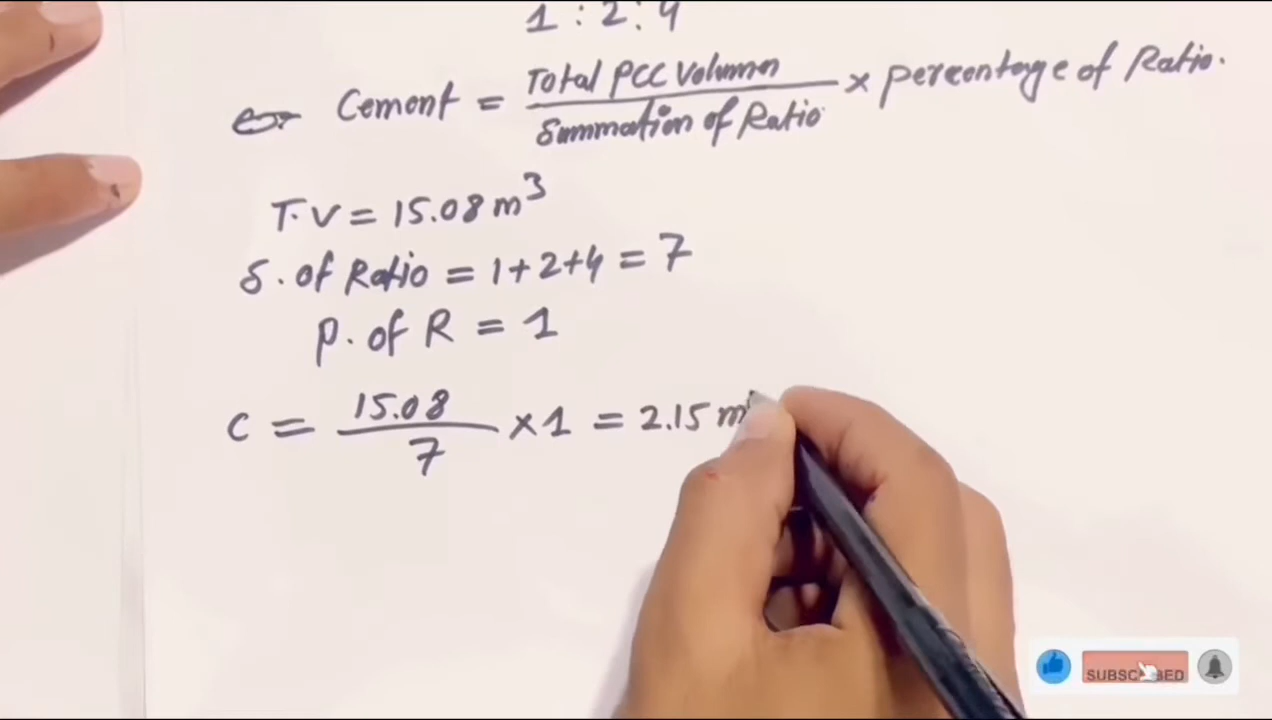 1 : 2 : 4
Cement = Total PCC Volumen / Summation of Ratio × percentage of Ratio.
T.V = 15.08 m³
S. of Ratio = 1+2+4 = 7
P. of R = 1
C = 15.08 / 7 × 1 = 2.15 m
SUBSCRIBED